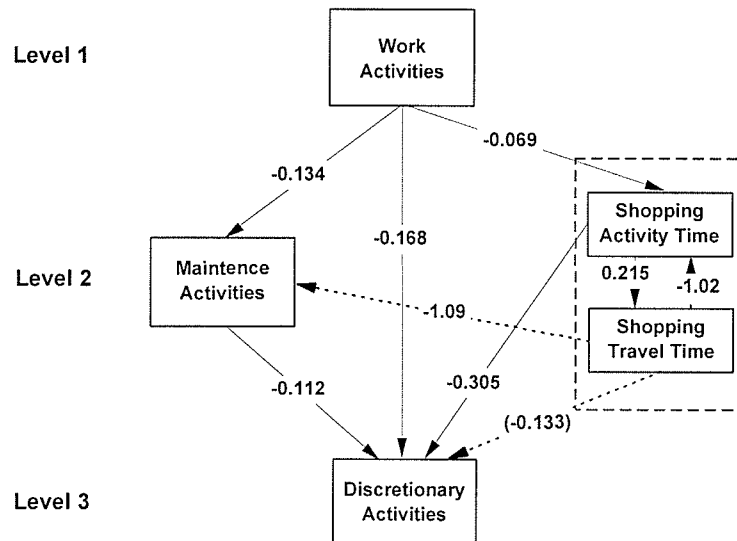 Level 1
Work
Activities
-0.069
-0.134
Shopping
Activity Time
-0.168
Level 2
Maintence
Activities
0.215
-1.02
-1.09
Shopping
Travel Time
-0.112
-0.305
(-0.133)
Level 3
Discretionary
Activities